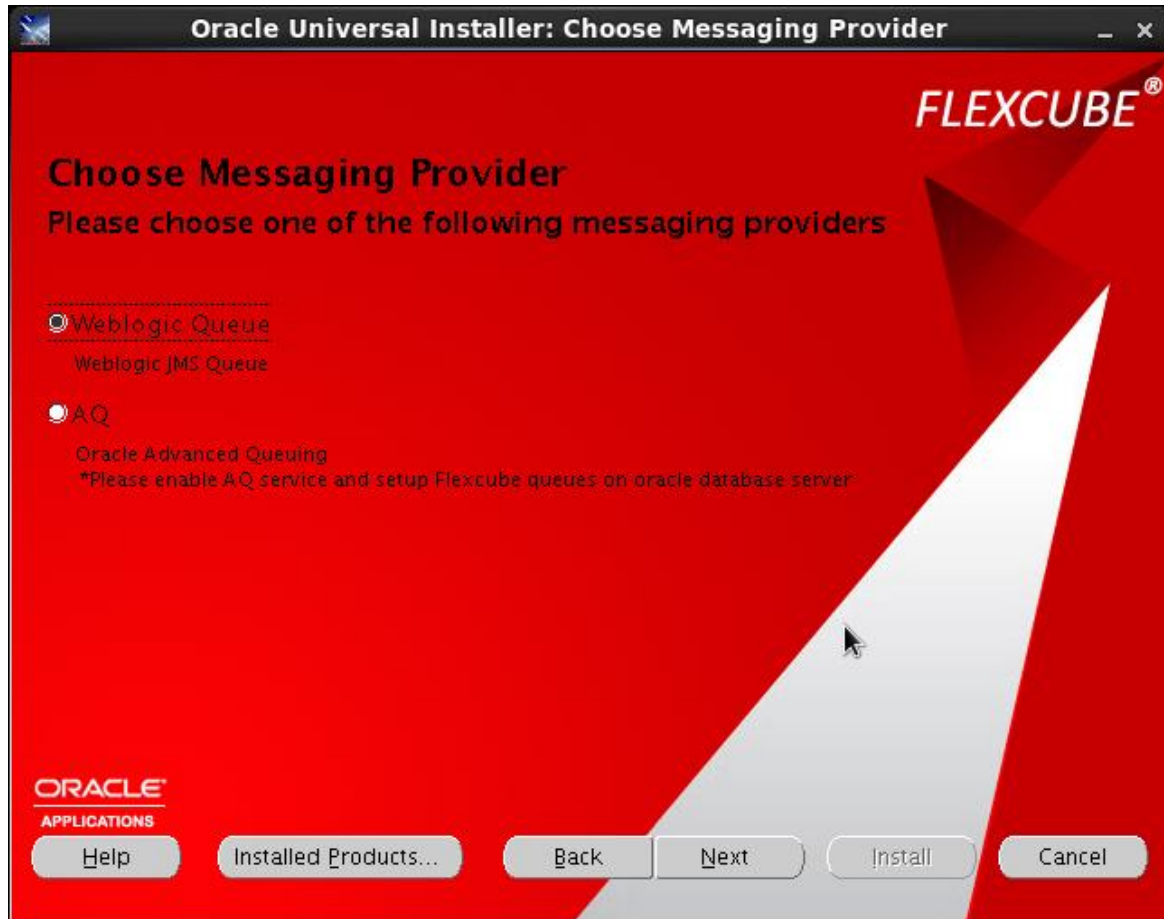 Oracle Universal Installer: Choose Messaging Provider
FLEXCUBE®
Choose Messaging Provider
Please choose one of the following messaging providers
Weblogic Queue
Weblogic JMS Queue
AQ
Oracle Advanced Queuing
*Please enable AQ service and setup Flexcube queues on oracle database server
ORACLE®
APPLICATIONS
Help
Installed Products...
Back
Next
Install
Cancel